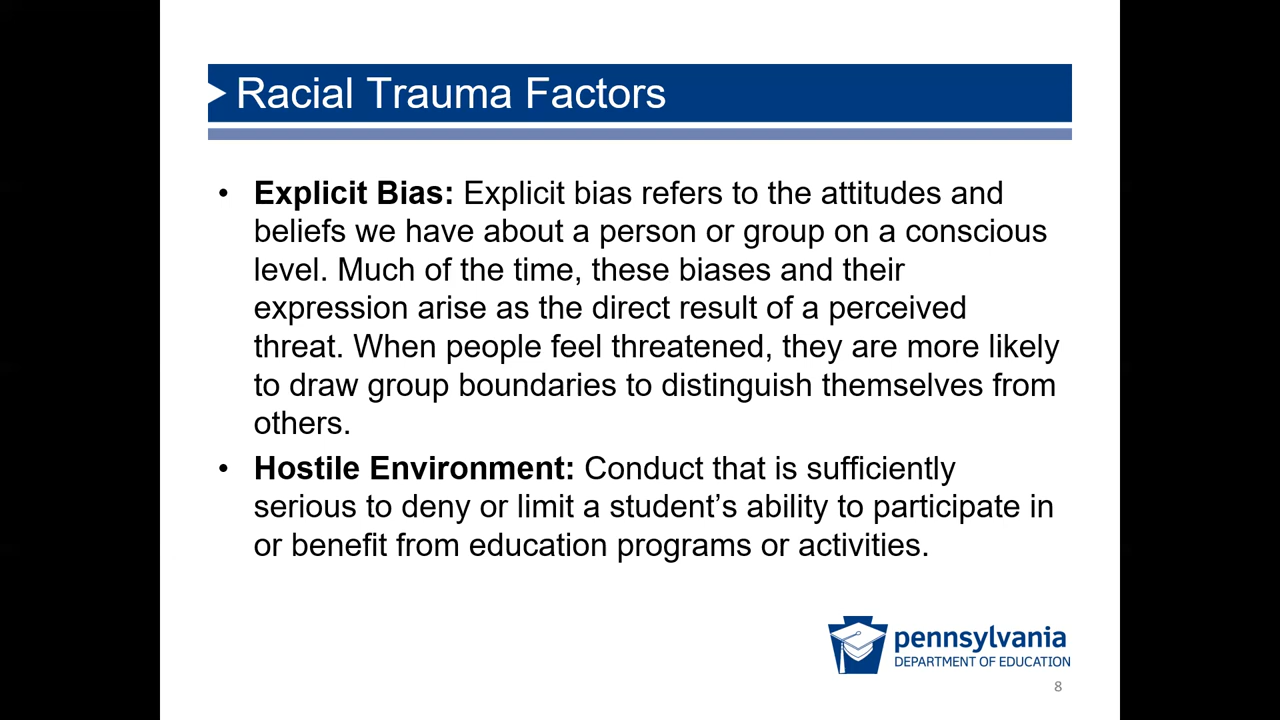 Racial Trauma Factors
• Explicit Bias: Explicit bias refers to the attitudes and
beliefs we have about a person or group on a conscious
level. Much of the time, these biases and their
expression arise as the direct result of a perceived
threat. When people feel threatened, they are more likely
to draw group boundaries to distinguish themselves from
others.
• Hostile Environment: Conduct that is sufficiently
serious to deny or limit a student’s ability to participate in
or benefit from education programs or activities.
pennsylvania
DEPARTMENT OF EDUCATION
8